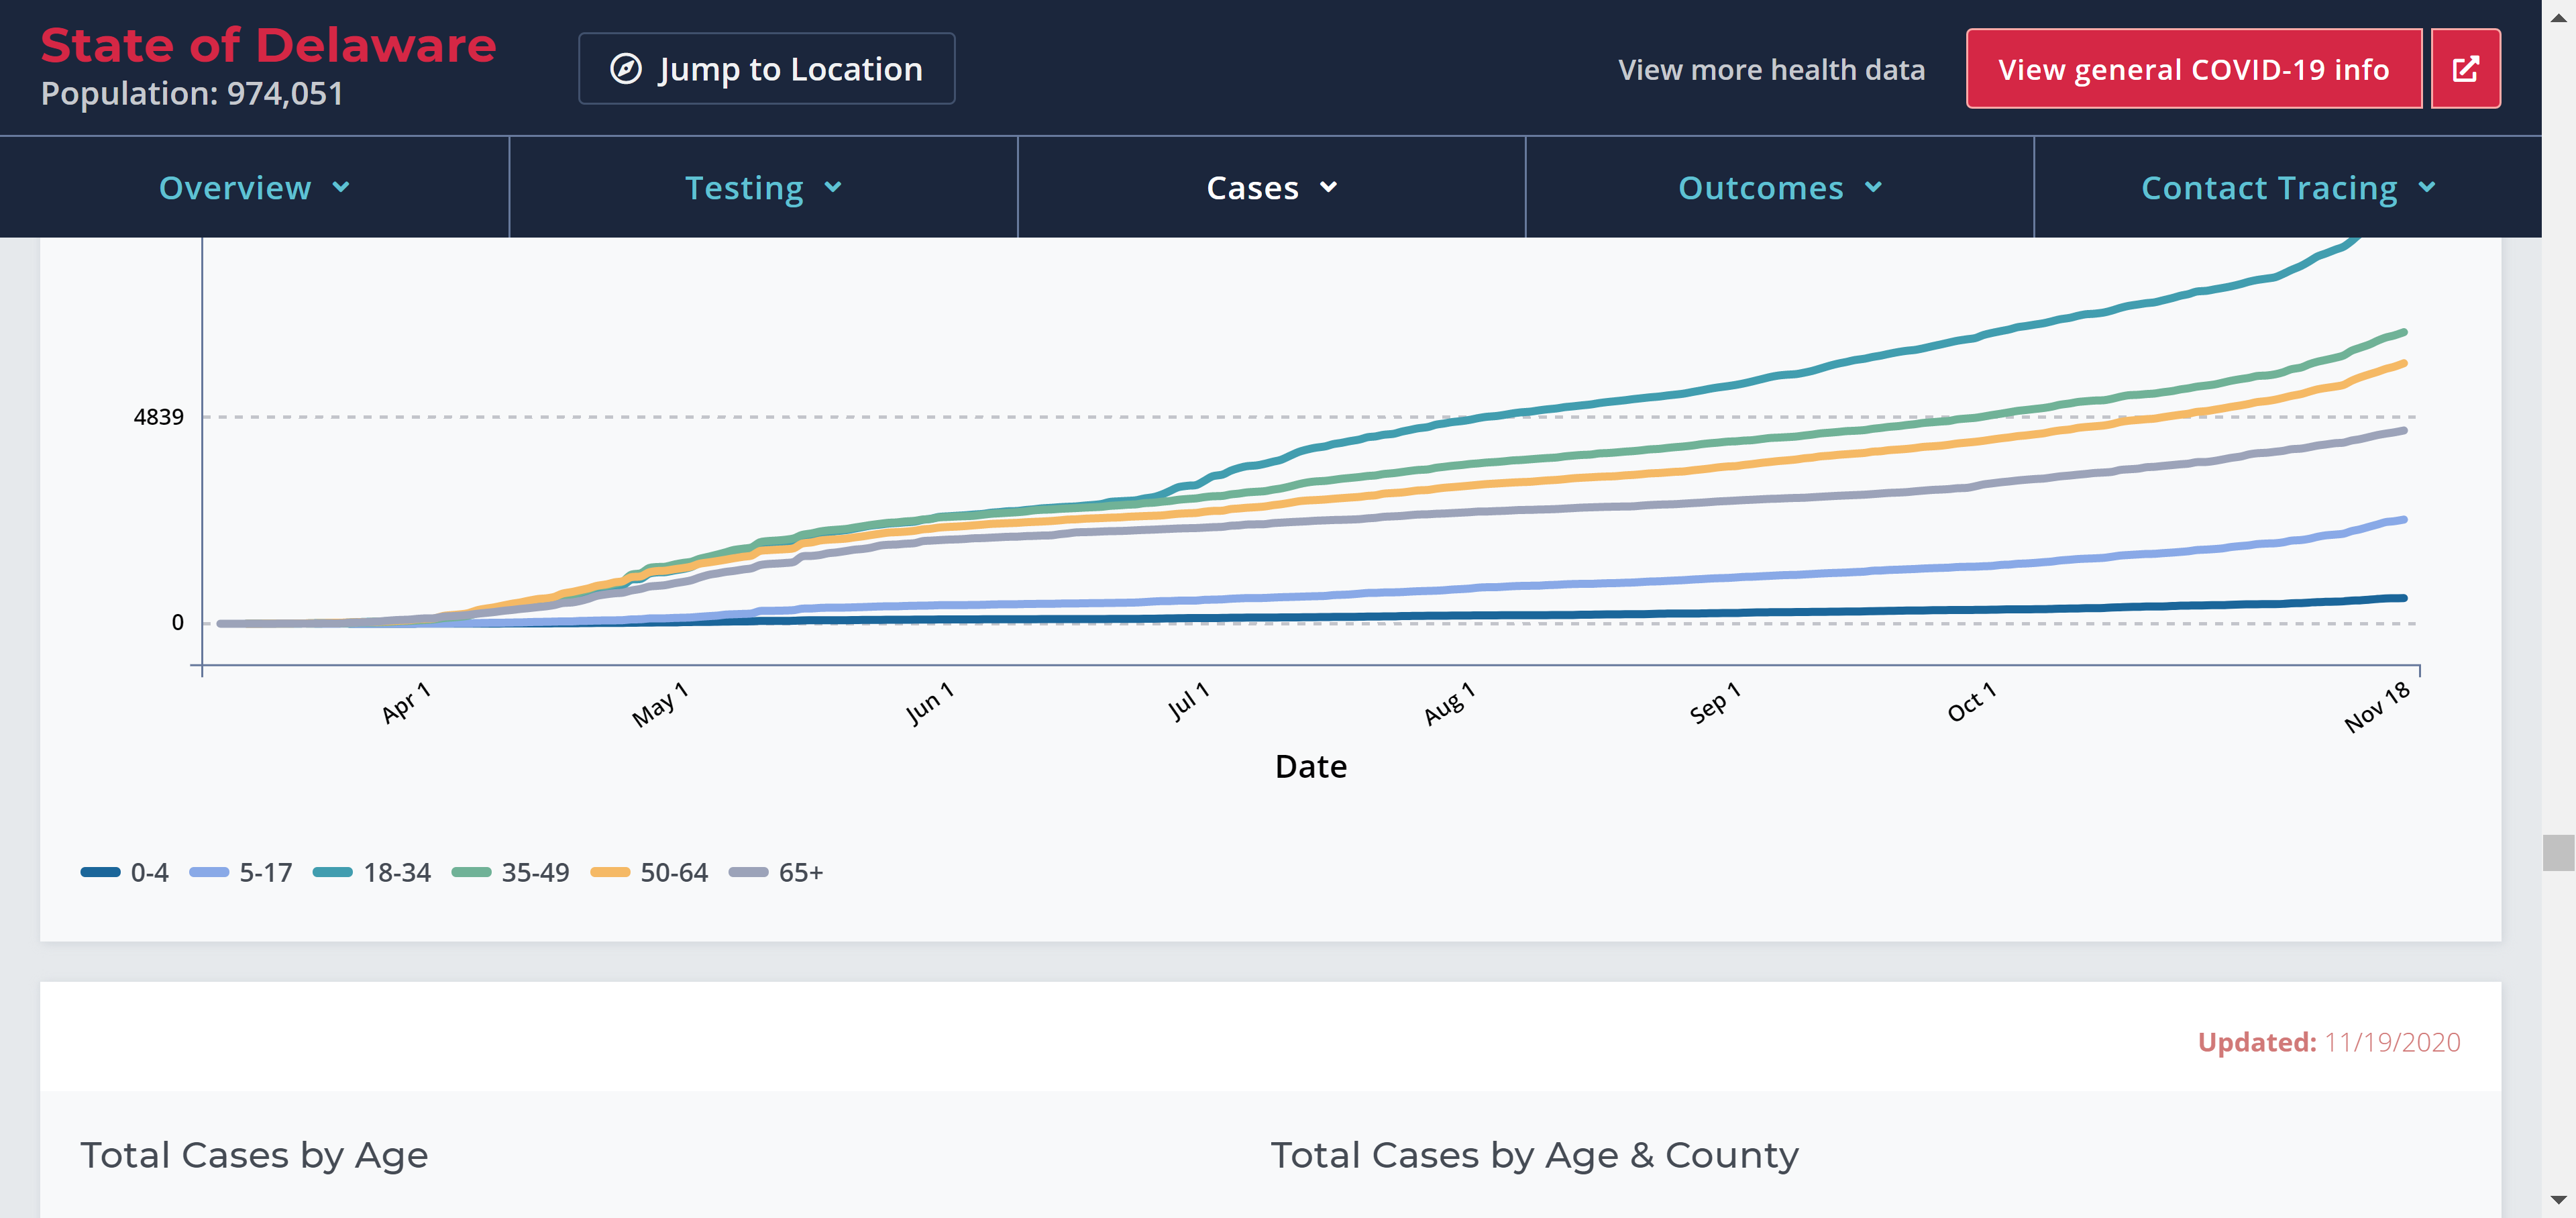 State of Delaware
Population: 974,051
Jump to Location
View more health data
View general COVID-19 info
Overview
Testing
Cases
Outcomes
Contact Tracing
4839
0
Apr 1
May 1
Jun 1
Jul 1
Aug 1
Sep 1
Oct 1
Nov 18
Date
0-4 5-17 18-34 35-49 50-64 65+
Updated: 11/19/2020
Total Cases by Age
Total Cases by Age & County